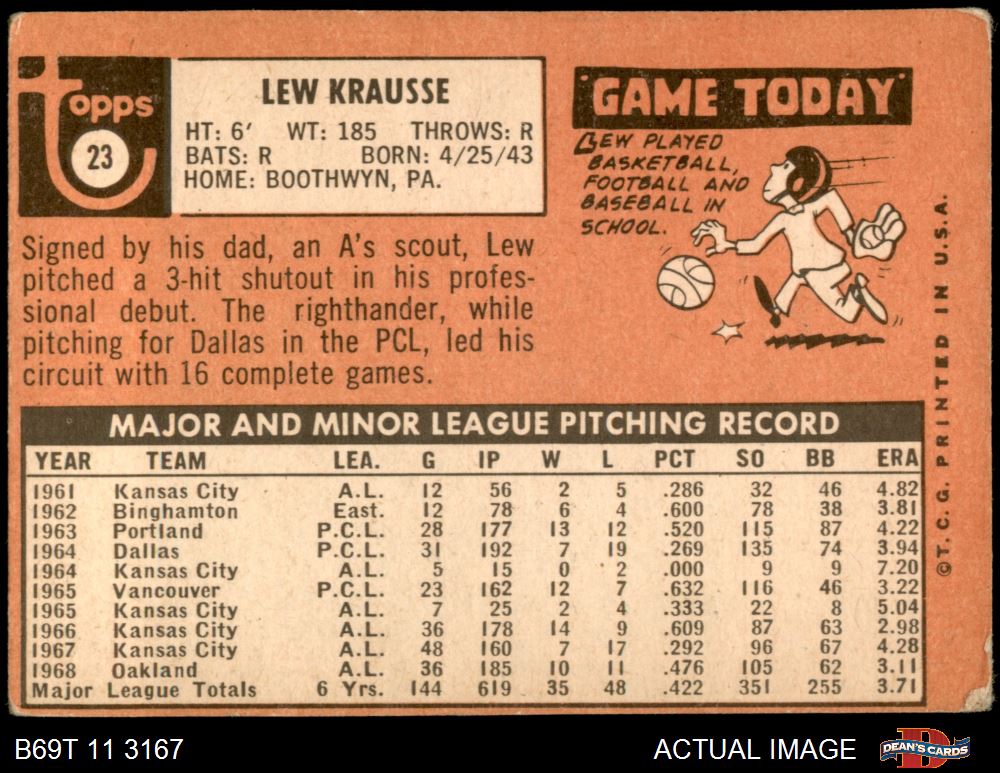 Topps
23
LEW KRAUSSE
HT: 6' WT: 185 THROWS: R
BATS: R BORN: 4/25/43
HOME: BOOTHWYN, PA.
"GAME TODAY"
LEW PLAYED
BASKETBALL,
FOOTBALL AND
BASEBALL IN
SCHOOL.
Signed by his dad, an A's scout, Lew
pitched a 3-hit shutout in his profes-
sional debut. The righthander, while
pitching for Dallas in the PCL, led his
circuit with 16 complete games.
MAJOR AND MINOR LEAGUE PITCHING RECORD
YEAR TEAM LEA. G IP W L PCT SO BB ERA
1961 Kansas City A.L. 12 56 2 5 .286 32 46 4.82
1962 Binghamton East. 12 78 6 4 .600 78 38 3.81
1963 Portland P.C.L. 28 177 13 12 .520 115 87 4.22
1964 Dallas P.C.L. 31 192 7 19 .269 135 74 3.94
1964 Kansas City A.L. 5 15 0 2 .000 9 9 7.20
1965 Vancouver P.C.L. 23 162 12 7 .632 116 46 3.22
1965 Kansas City A.L. 7 25 2 4 .333 22 8 5.04
1966 Kansas City A.L. 36 178 14 9 .609 87 63 2.98
1967 Kansas City A.L. 48 160 7 17 .292 96 67 4.28
1968 Oakland A.L. 36 185 10 11 .476 105 62 3.11
Major League Totals 6 Yrs. 144 619 35 48 .422 351 255 3.71
©T.C.G. PRINTED IN U.S.A.
B69T 11 3167
ACTUAL IMAGE
DEAN'S CARDS